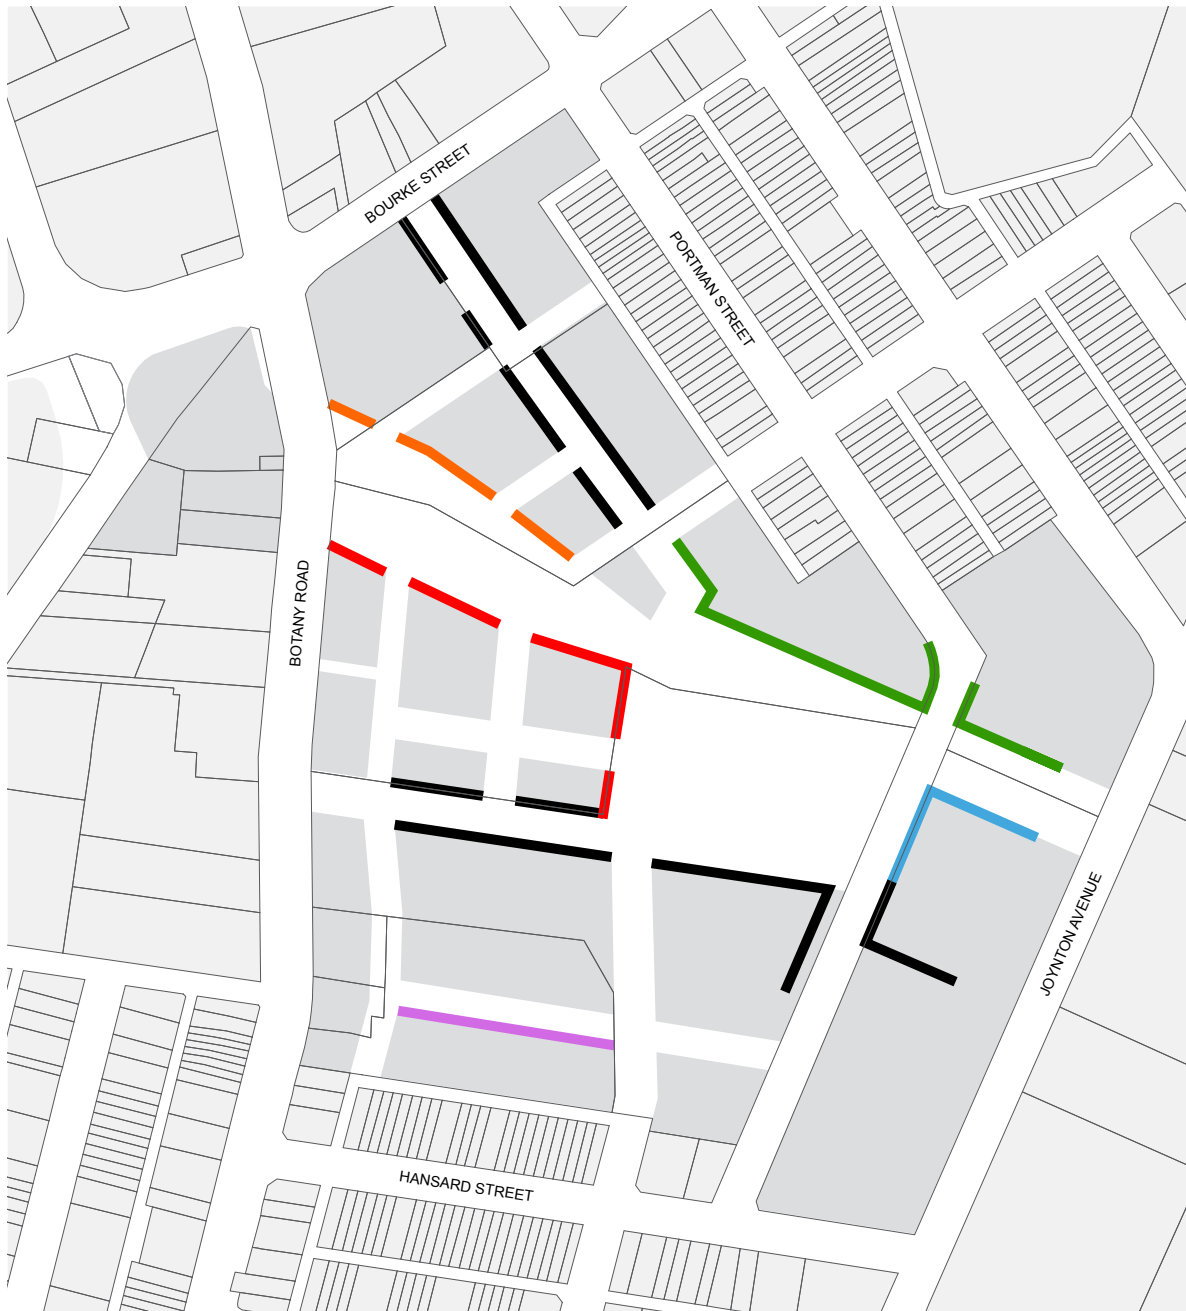 BOURKE STREET
PORTMAN STREET
BOTANY ROAD
JOYNTON AVENUE
HANSARD STREET